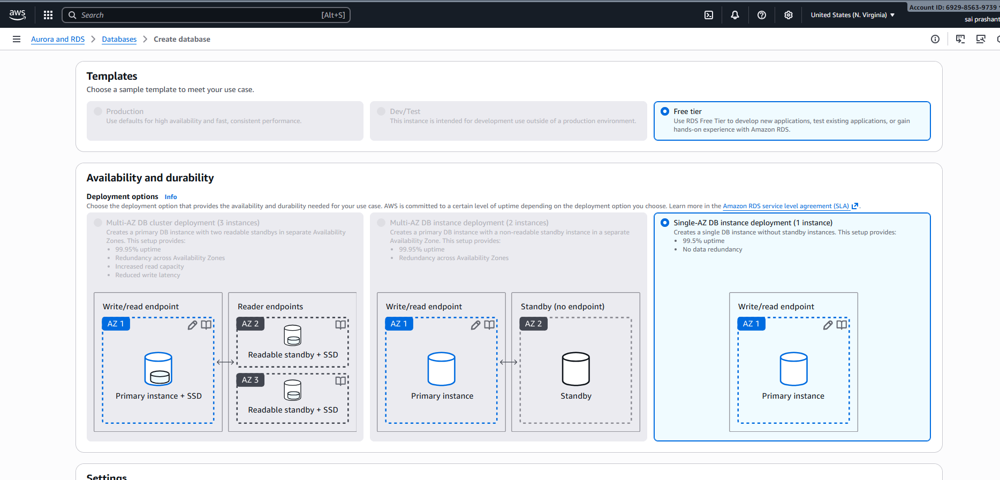 aws
Search
[Alt+S]
United States (N. Virginia)
Account ID: 6929-8563-9739
sai prashant
Aurora and RDS
Databases
Create database
Templates
Choose a sample template to meet your use case.
Production
Use defaults for high availability and fast, consistent performance.
Dev/Test
This instance is intended for development use outside of a production environment.
Free tier
Use RDS Free Tier to develop new applications, test existing applications, or gain
hands-on experience with Amazon RDS.
Availability and durability
Deployment options Info
Choose the deployment option that provides the availability and durability needed for your use case. AWS is committed to a certain level of uptime depending on the deployment option you choose. Learn more in the Amazon RDS service level agreement (SLA) .
Multi-AZ DB cluster deployment (3 instances)
Creates a primary DB instance with two readable standbys in separate Availability
Zones. This setup provides:
• 99.95% uptime
• Redundancy across Availability Zones
• Increased read capacity
• Reduced write latency
Write/read endpoint
AZ 1
Primary instance + SSD
Reader endpoints
AZ 2
Readable standby + SSD
AZ 3
Readable standby + SSD
Multi-AZ DB instance deployment (2 instances)
Creates a primary DB instance with a non-readable standby instance in a separate
Availability Zone. This setup provides:
• 99.95% uptime
• Redundancy across Availability Zones
Write/read endpoint
AZ 1
Primary instance
Standby (no endpoint)
AZ 2
Standby
Single-AZ DB instance deployment (1 instance)
Creates a single DB instance without standby instances. This setup provides:
• 99.5% uptime
• No data redundancy
Write/read endpoint
AZ 1
Primary instance
Settings